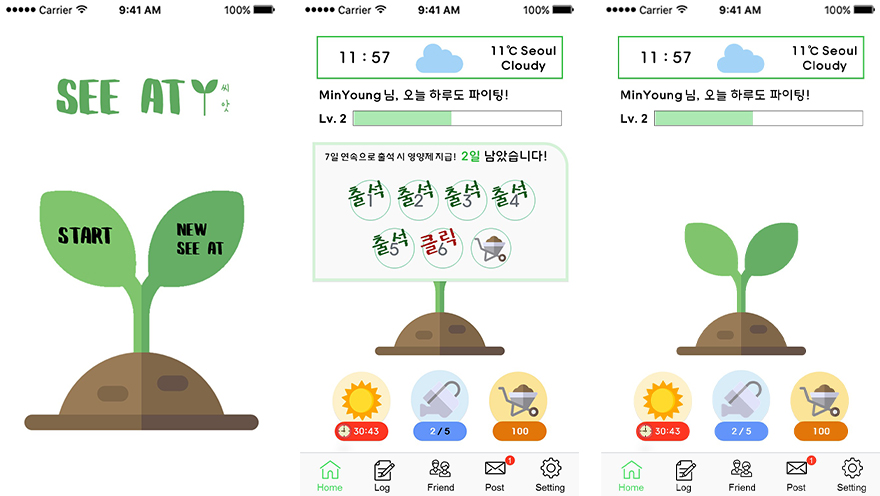 Carrier 9:41 AM 100%
SEE AT
씨
앗
START
NEW
SEE AT
Carrier 9:41 AM 100%
11 : 57
11℃ Seoul
Cloudy
MinYoung 님, 오늘 하루도 파이팅!
Lv. 2
7일 연속으로 출석 시 영양제 지급! 2일 남았습니다!
출석 1 출석 2 출석 3 출석 4
출석 5 클릭 6
30:43 2 / 5 100
1
Home Log Friend Post Setting
Carrier 9:41 AM 100%
11 : 57
11℃ Seoul
Cloudy
MinYoung 님, 오늘 하루도 파이팅!
Lv. 2
30:43 2 / 5 100
1
Home Log Friend Post Setting